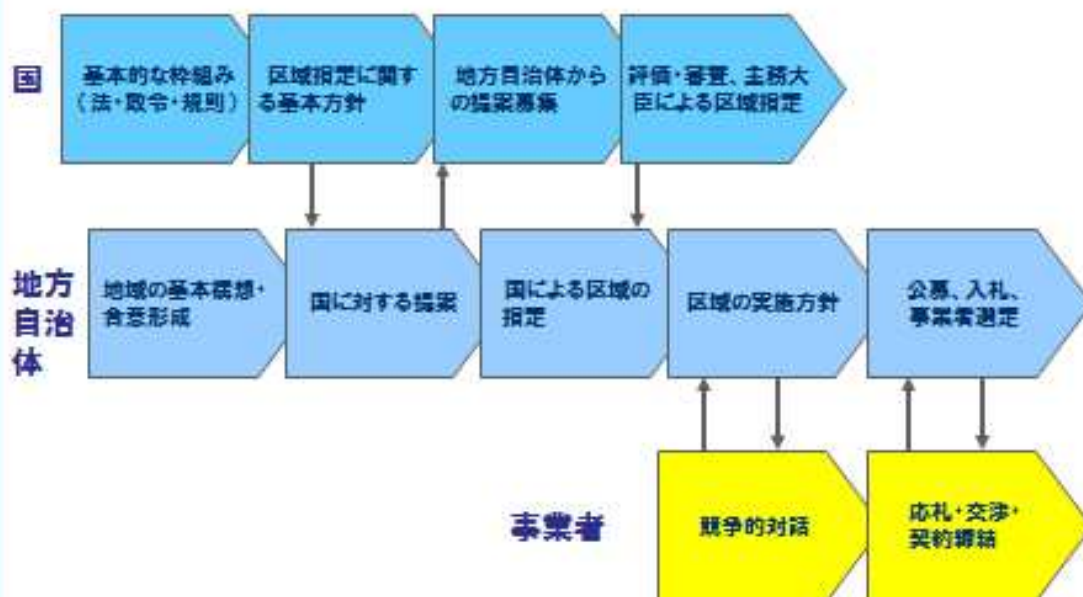 国
基本的な枠組み
(法・政令・規則)
区域指定に関す
る基本方針
地方自治体から
の提案募集
評価・審査、主務大
臣による区域指定
地方
自治
体
地域の基本構想・
合意形成
国に対する提案
国による区域の
指定
区域の実施方針
公募、入札、
事業者選定
事業者
競争的対話
応札・交渉・
契約締結